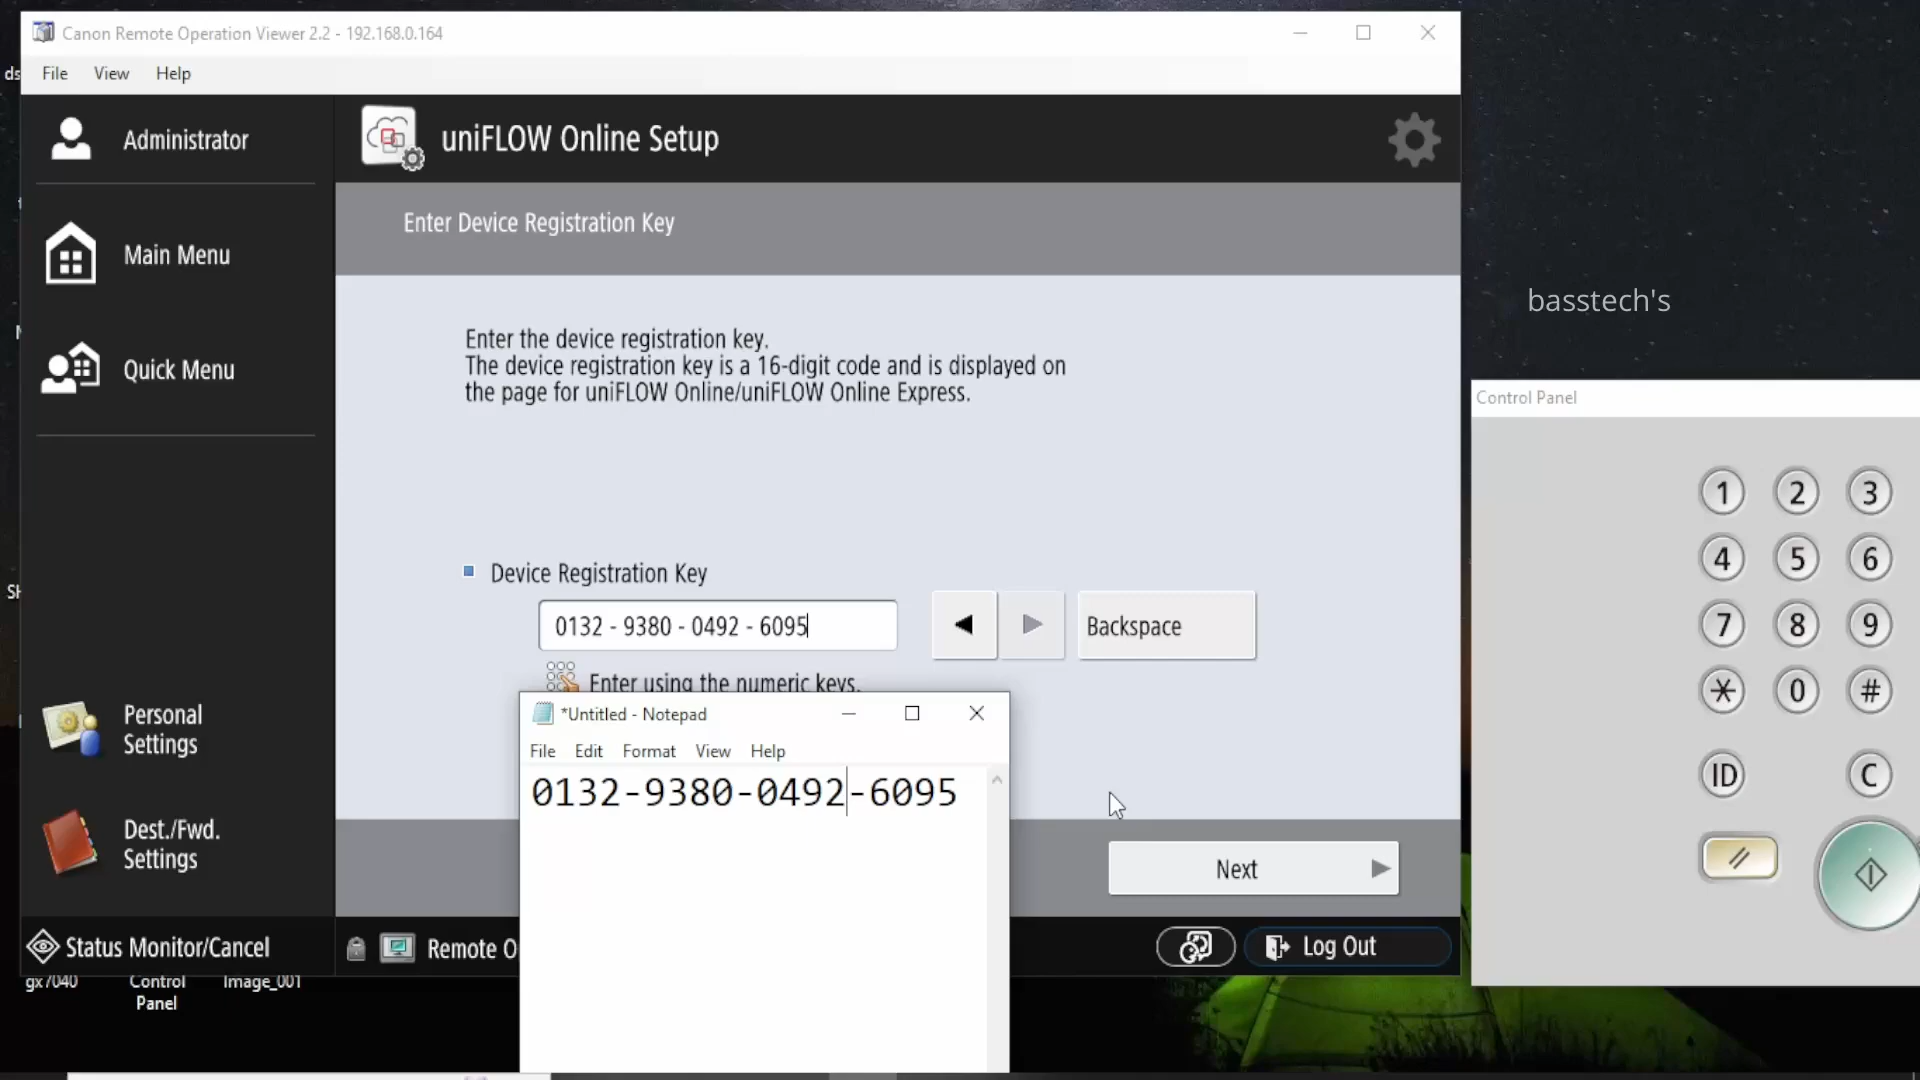 Canon Remote Operation Viewer 2.2 - 192.168.0.164
File View Help
Administrator
uniFLOW Online Setup
Enter Device Registration Key
Main Menu
Quick Menu
Enter the device registration key.
The device registration key is a 16-digit code and is displayed on
the page for uniFLOW Online/uniFLOW Online Express.
Device Registration Key
0132 - 9380 - 0492 - 6095
Backspace
Enter using the numeric keys.
*Untitled - Notepad
File Edit Format View Help
0132-9380-0492-6095
Next
Personal
Settings
Dest./Fwd.
Settings
Status Monitor/Cancel
Remote O
Log Out
gx7040
Control
Panel
Image_001
basstech's
Control Panel
1 2 3
4 5 6
7 8 9
* 0 #
ID C